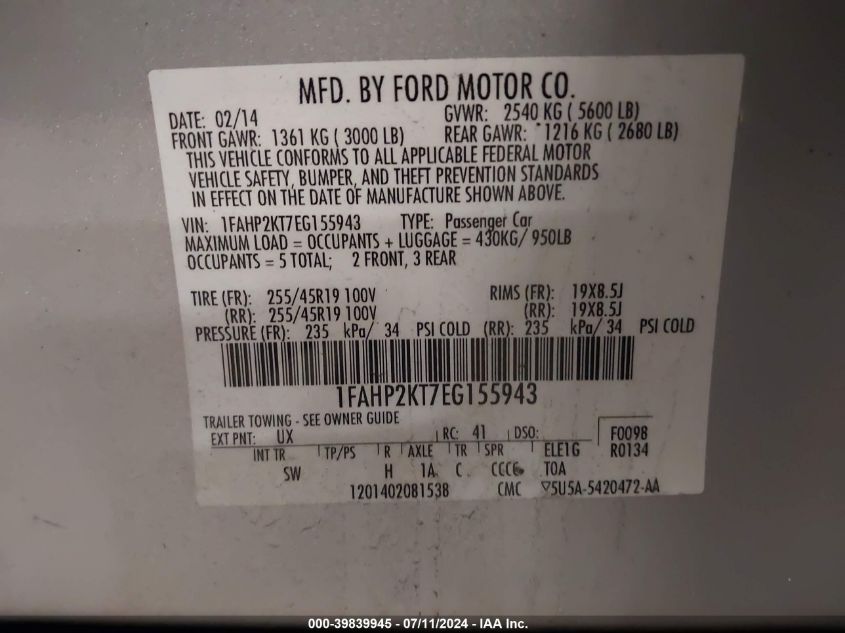 MFD. BY FORD MOTOR CO.
DATE: 02/14 GVWR: 2540 KG ( 5600 LB)
FRONT GAWR: 1361 KG ( 3000 LB) REAR GAWR: 1216 KG ( 2680 LB)
THIS VEHICLE CONFORMS TO ALL APPLICABLE FEDERAL MOTOR
VEHICLE SAFETY, BUMPER, AND THEFT PREVENTION STANDARDS
IN EFFECT ON THE DATE OF MANUFACTURE SHOWN ABOVE.
VIN: 1FAHP2KT7EG155943 TYPE: Passenger Car
MAXIMUM LOAD = OCCUPANTS + LUGGAGE = 430KG/ 950LB
OCCUPANTS = 5 TOTAL; 2 FRONT, 3 REAR
TIRE (FR): 255/45R19 100V RIMS (FR): 19X8.5J
(RR): 255/45R19 100V (RR): 19X8.5J
PRESSURE (FR): 235 kPa/ 34 PSI COLD (RR): 235 kPa/ 34 PSI COLD
1FAHP2KT7EG155943
TRAILER TOWING - SEE OWNER GUIDE
EXT PNT: UX RC: 41 DSO: F0098
INT TR TP/PS R AXLE TR SPR ELE1G R0134
SW H 1A C CCCC TOA
1201402081538 CMC 5U5A-5420472-AA
000-39839945 - 07/11/2024 - IAA Inc.